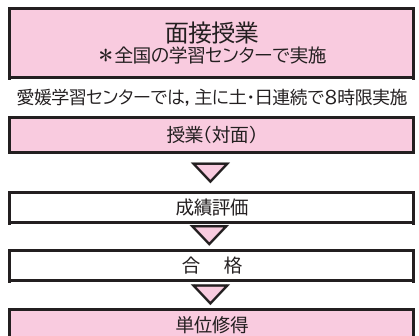 面接授業
＊全国の学習センターで実施
愛媛学習センターでは，主に土・日連続で8時限実施
授業（対面）
成績評価
合　格
単位修得